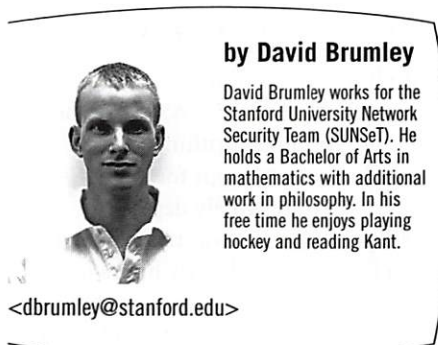 by David Brumley
David Brumley works for the
Stanford University Network
Security Team (SUNSeT). He
holds a Bachelor of Arts in
mathematics with additional
work in philosophy. In his
free time he enjoys playing
hockey and reading Kant.
<dbrumley@stanford.edu>